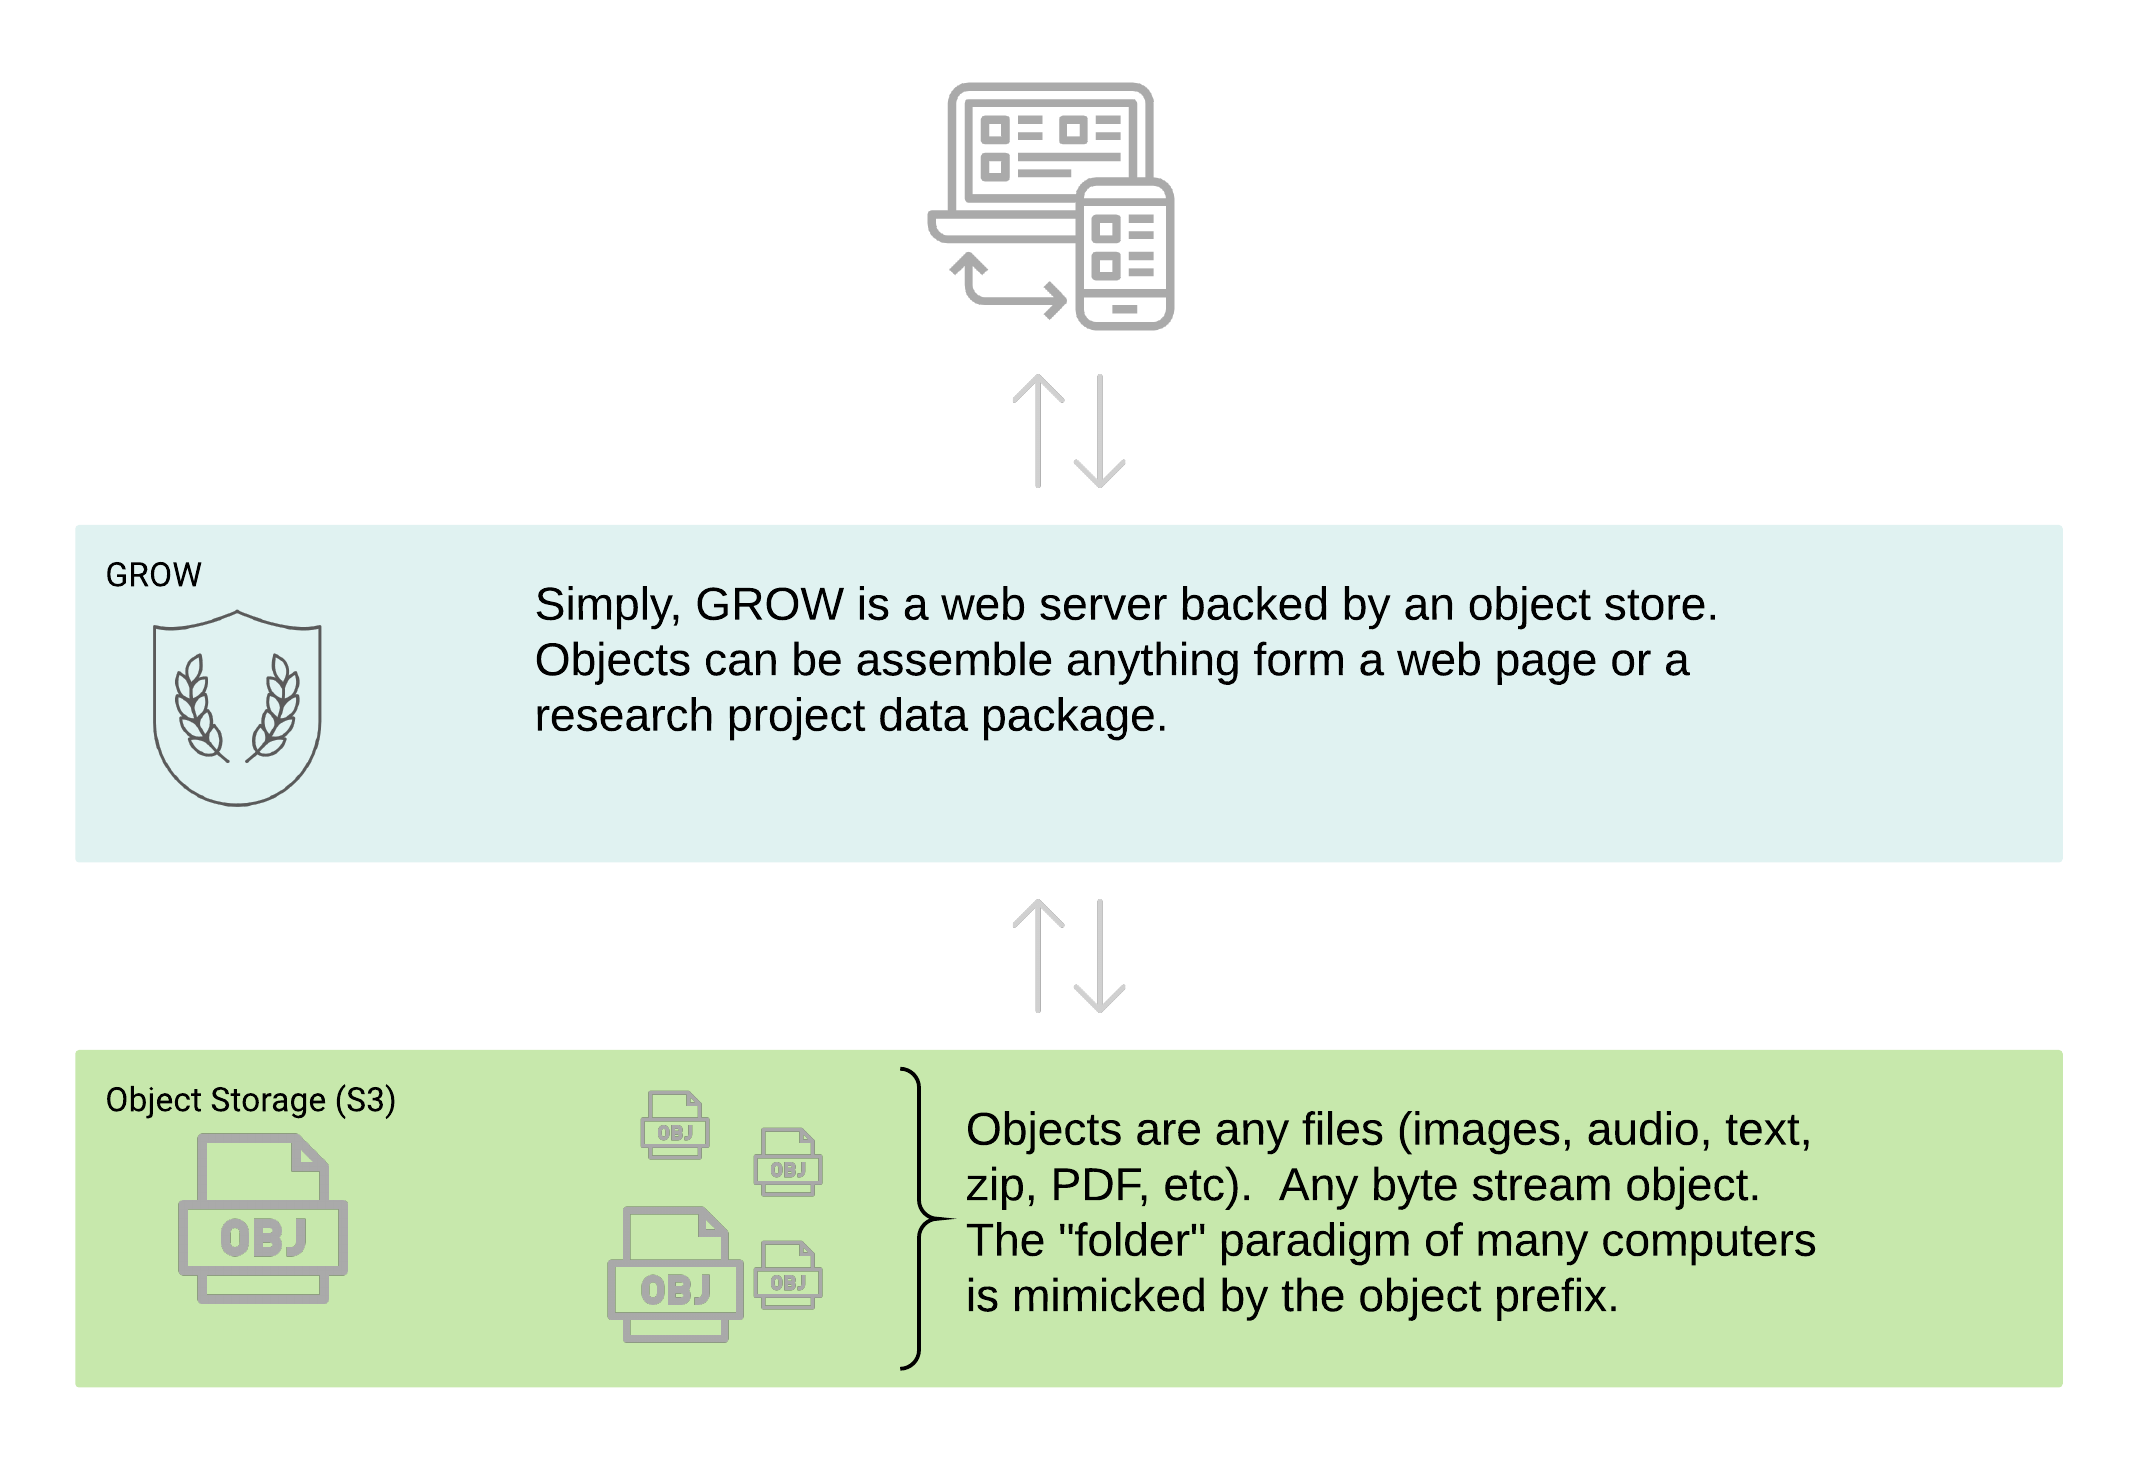 GROW
Simply, GROW is a web server backed by an object store.
Objects can be assemble anything form a web page or a
research project data package.
Object Storage (S3)
OBJ
OBJ
OBJ
OBJ
OBJ
Objects are any files (images, audio, text,
zip, PDF, etc).  Any byte stream object.
The "folder" paradigm of many computers
is mimicked by the object prefix.